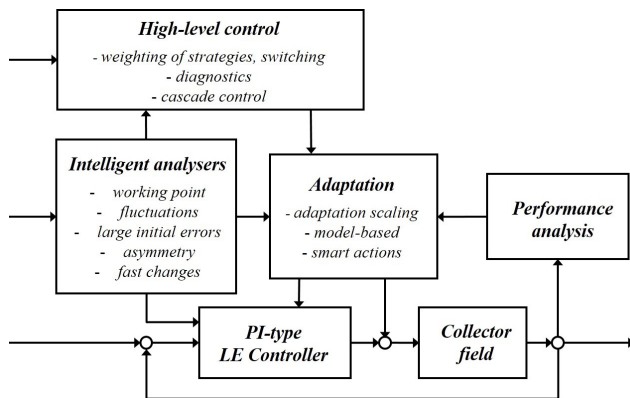 High-level control
- weighting of strategies, switching
- diagnostics
- cascade control
Intelligent analysers
- working point
- fluctuations
- large initial errors
- asymmetry
- fast changes
Adaptation
- adaptation scaling
- model-based
- smart actions
Performance
analysis
PI-type
LE Controller
Collector
field